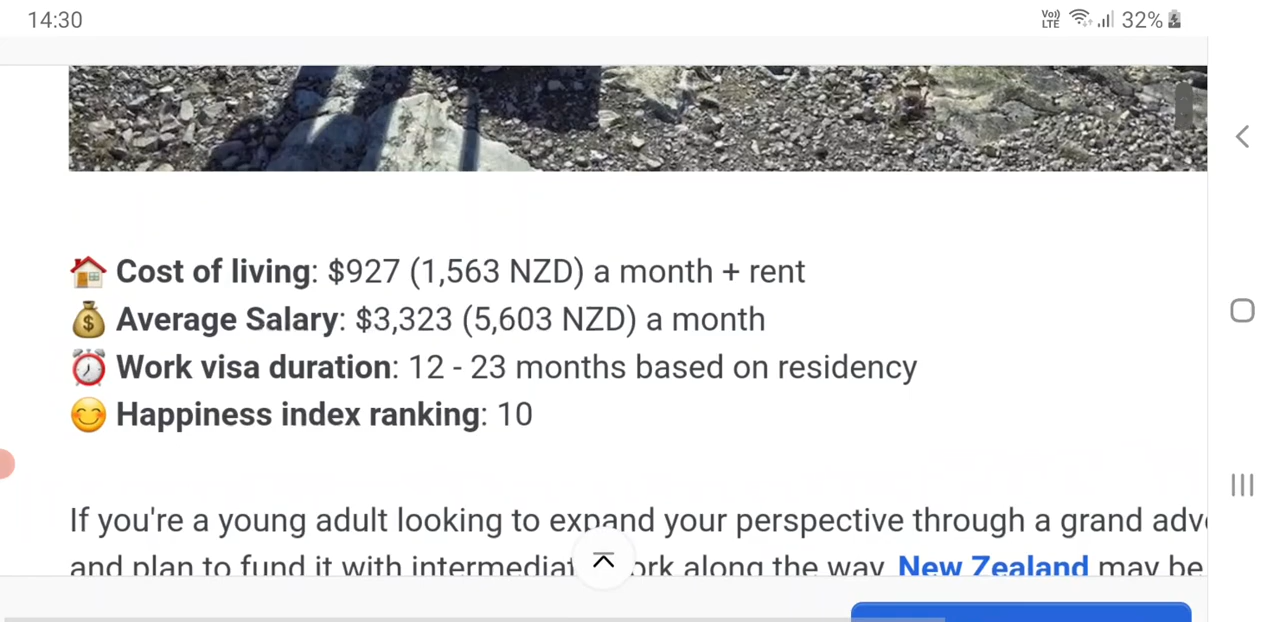 14:30
Vo)) LTE 32%
Cost of living: $927 (1,563 NZD) a month + rent
Average Salary: $3,323 (5,603 NZD) a month
Work visa duration: 12 - 23 months based on residency
Happiness index ranking: 10
If you're a young adult looking to expand your perspective through a grand
and plan to fund it with along the way, New Zealand may be